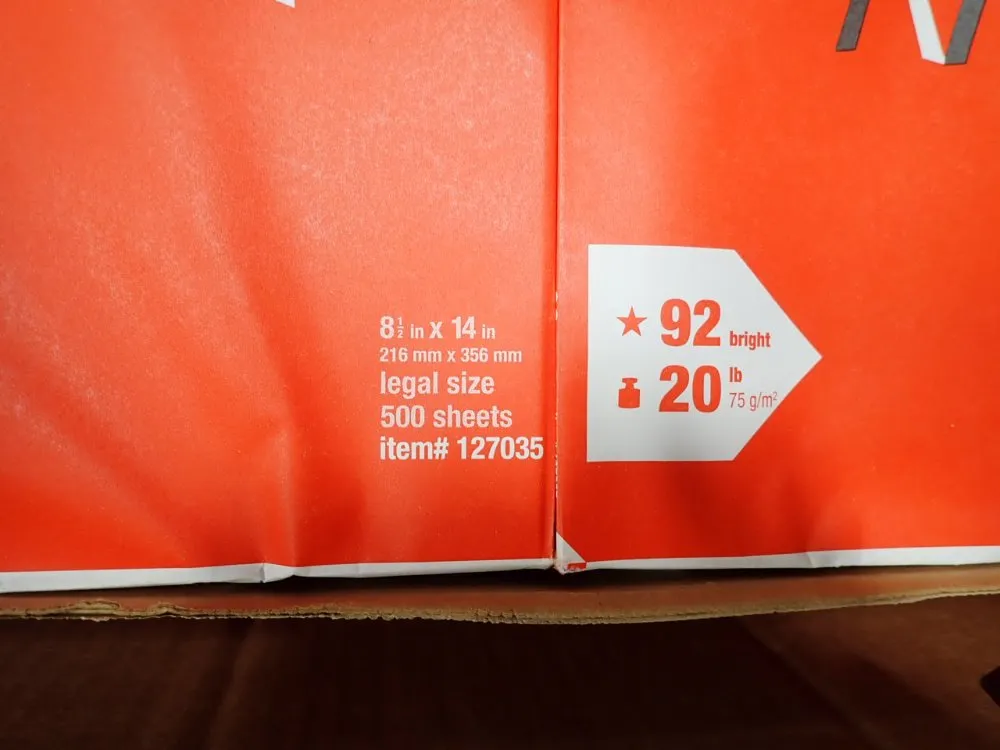 8½ in x 14 in
216 mm x 356 mm
legal size
500 sheets
item# 127035
92 bright
20 lb
75 g/m²